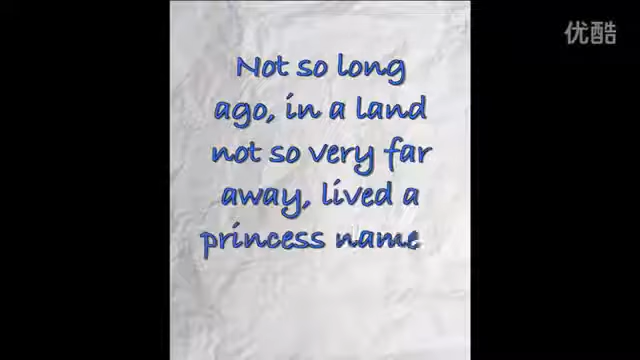 优酷
Not so long
ago, in a land
not so very far
away, lived a
princess name